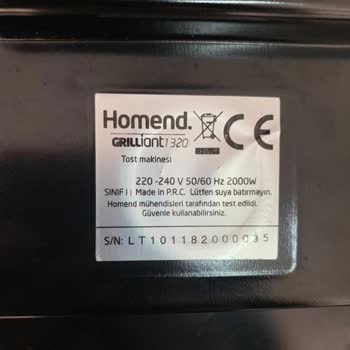 Homend.
GRILLiant 1320
Tost makinesi
220 -240 V 50/60 Hz 2000W
SINIF I | Made in P.R.C. Lütfen suya batırmayın.
Homend mühendisleri tarafından test edildi.
Güvenle kullanabilirsiniz.
S/N: LT101182000035
CE